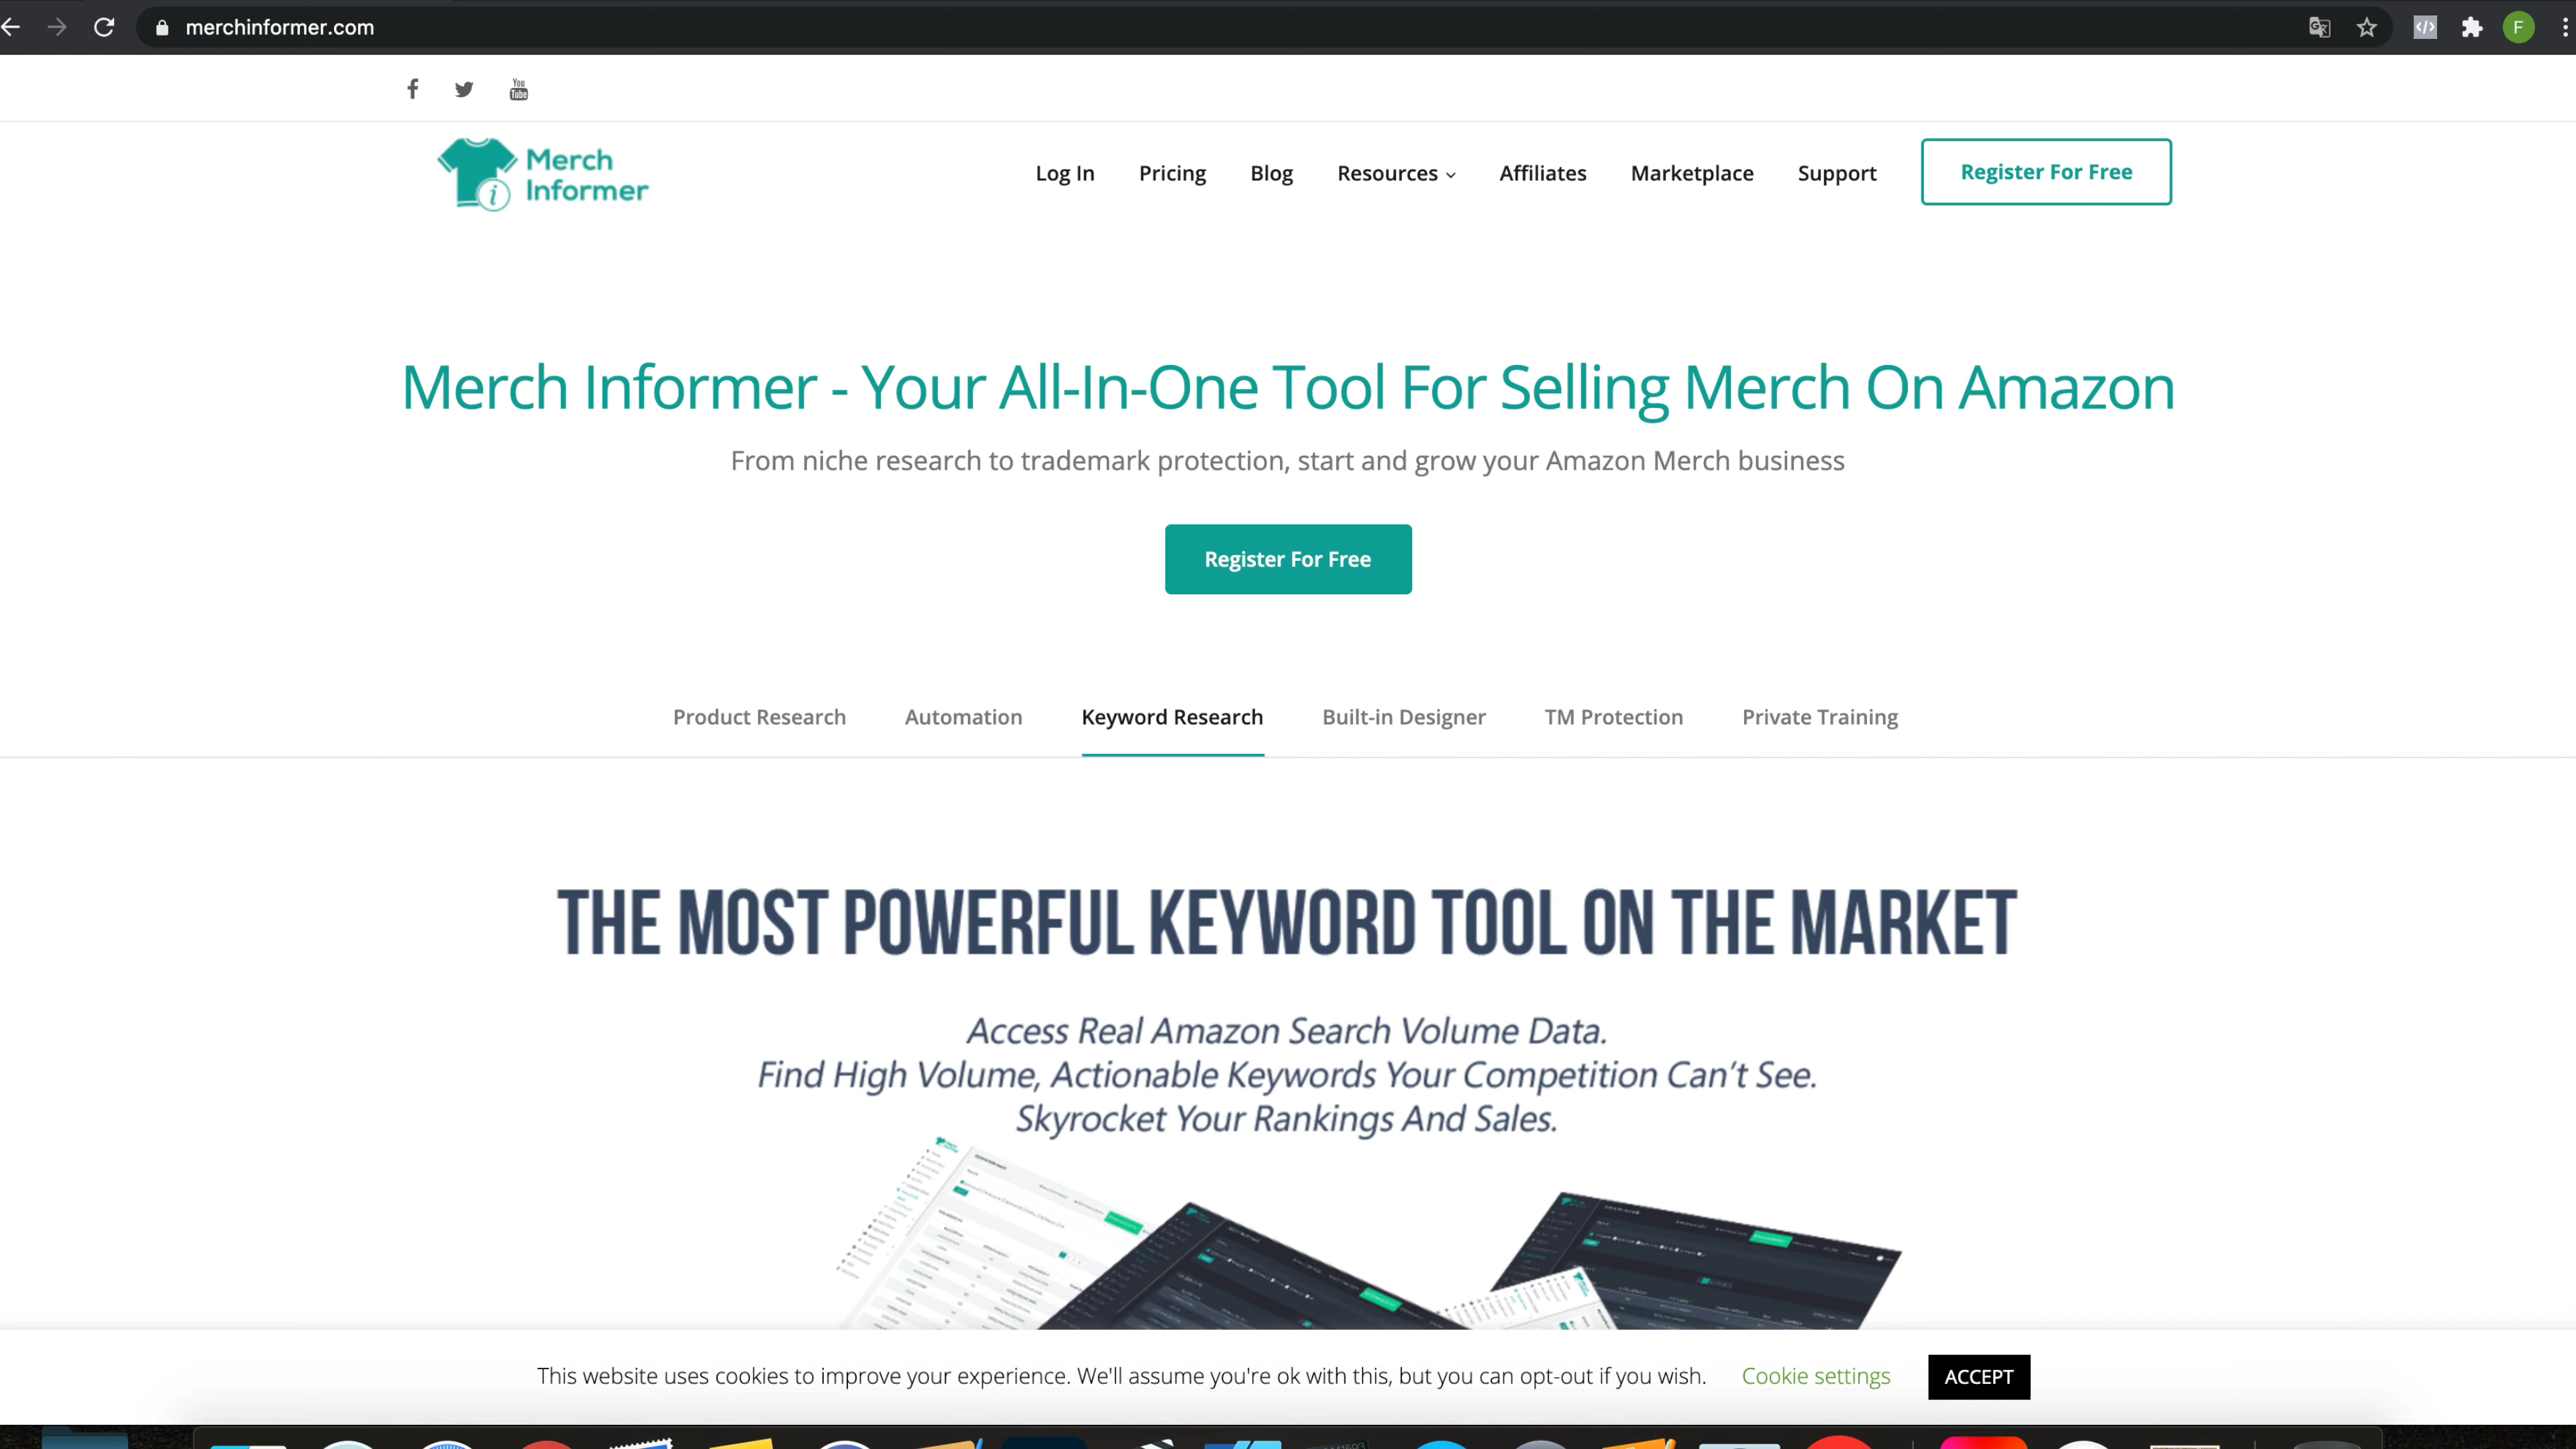 merchinformer.com
F
You
Tube
Merch
Informer
Log In
Pricing
Blog
Resources
Affiliates
Marketplace
Support
Register For Free
Merch Informer - Your All-In-One Tool For Selling Merch On Amazon
From niche research to trademark protection, start and grow your Amazon Merch business
Register For Free
Product Research
Automation
Keyword Research
Built-in Designer
TM Protection
Private Training
THE MOST POWERFUL KEYWORD TOOL ON THE MARKET
Access Real Amazon Search Volume Data.
Find High Volume, Actionable Keywords Your Competition Can't See.
Skyrocket Your Rankings And Sales.
This website uses cookies to improve your experience. We'll assume you're ok with this, but you can opt-out if you wish.
Cookie settings
ACCEPT